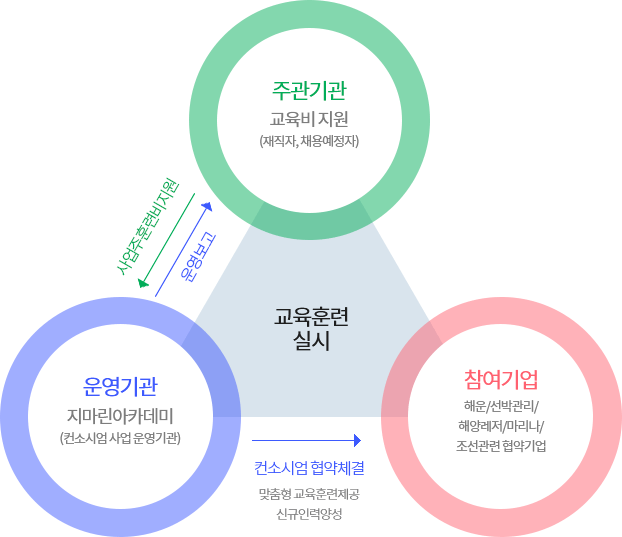 주관기관
교육비 지원
(재직자, 채용예정자)
사업주훈련비지원
운영보고
교육훈련
실시
운영기관
지마린아카데미
(컨소시엄 사업 운영기관)
참여기업
해운/선박관리/
해양레저/마리나/
조선관련 협약기업
컨소시엄 협약체결
맞춤형 교육훈련제공
신규인력양성